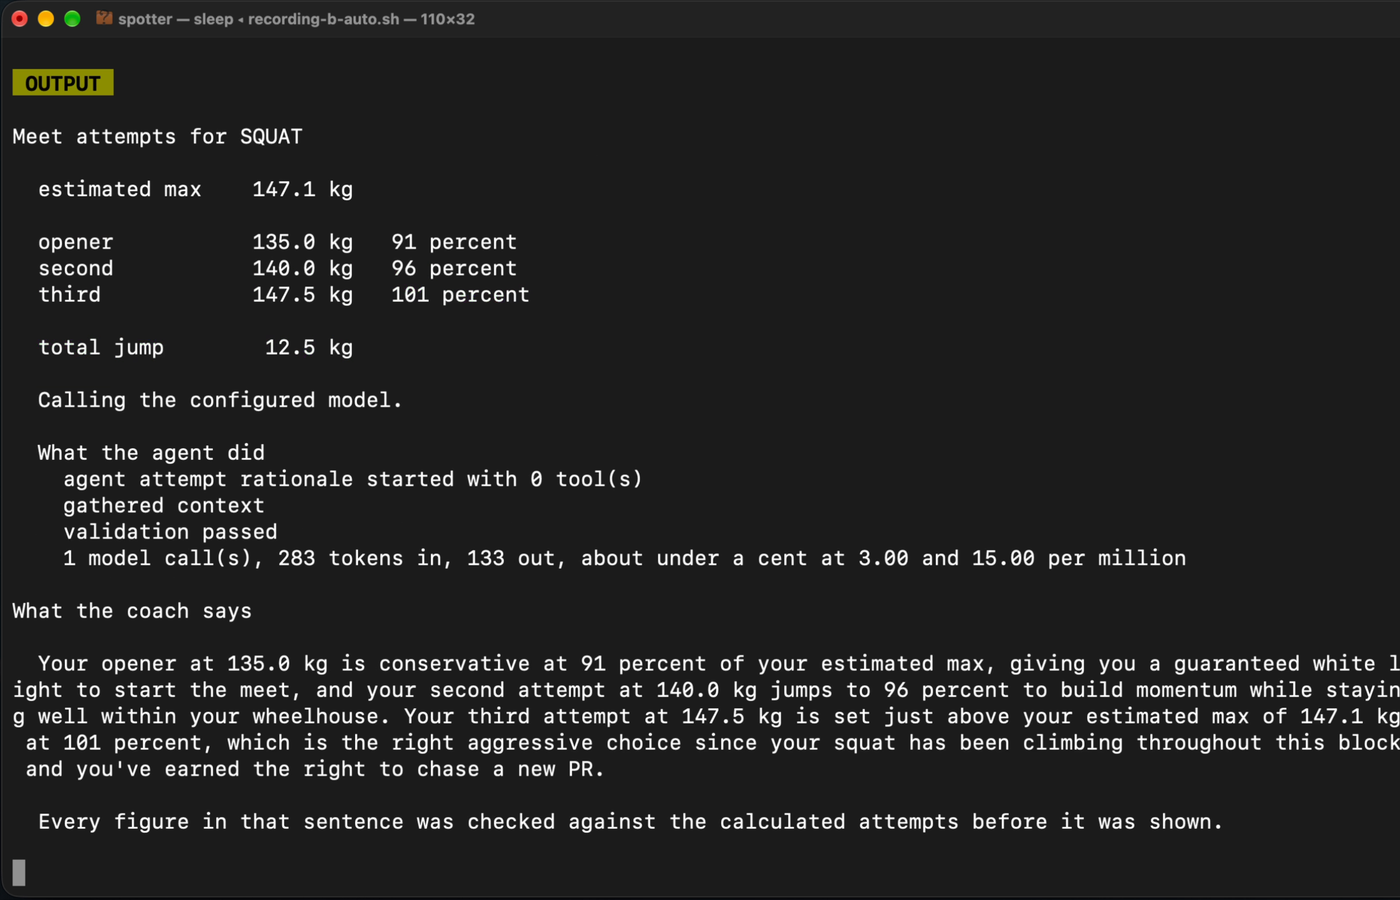 spotter — sleep ◂ recording-b-auto.sh — 110×32
OUTPUT
Meet attempts for SQUAT
estimated max 147.1 kg
opener 135.0 kg 91 percent
second 140.0 kg 96 percent
third 147.5 kg 101 percent
total jump 12.5 kg
Calling the configured model.
What the agent did
agent attempt rationale started with 0 tool(s)
gathered context
validation passed
1 model call(s), 283 tokens in, 133 out, about under a cent at 3.00 and 15.00 per million
What the coach says
Your opener at 135.0 kg is conservative at 91 percent of your estimated max, giving you a guaranteed white l
ight to start the meet, and your second attempt at 140.0 kg jumps to 96 percent to build momentum while stayin
g well within your wheelhouse. Your third attempt at 147.5 kg is set just above your estimated max of 147.1 kg
at 101 percent, which is the right aggressive choice since your squat has been climbing throughout this block
and you've earned the right to chase a new PR.
Every figure in that sentence was checked against the calculated attempts before it was shown.